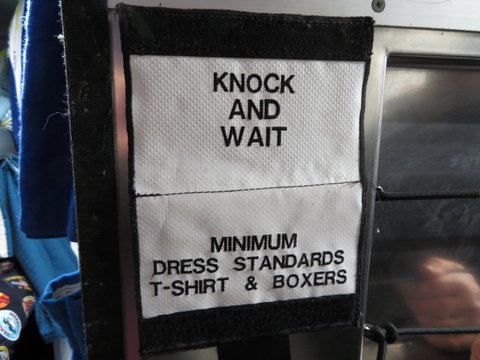 KNOCK
AND
WAIT
MINIMUM
DRESS STANDARDS
T-SHIRT & BOXERS